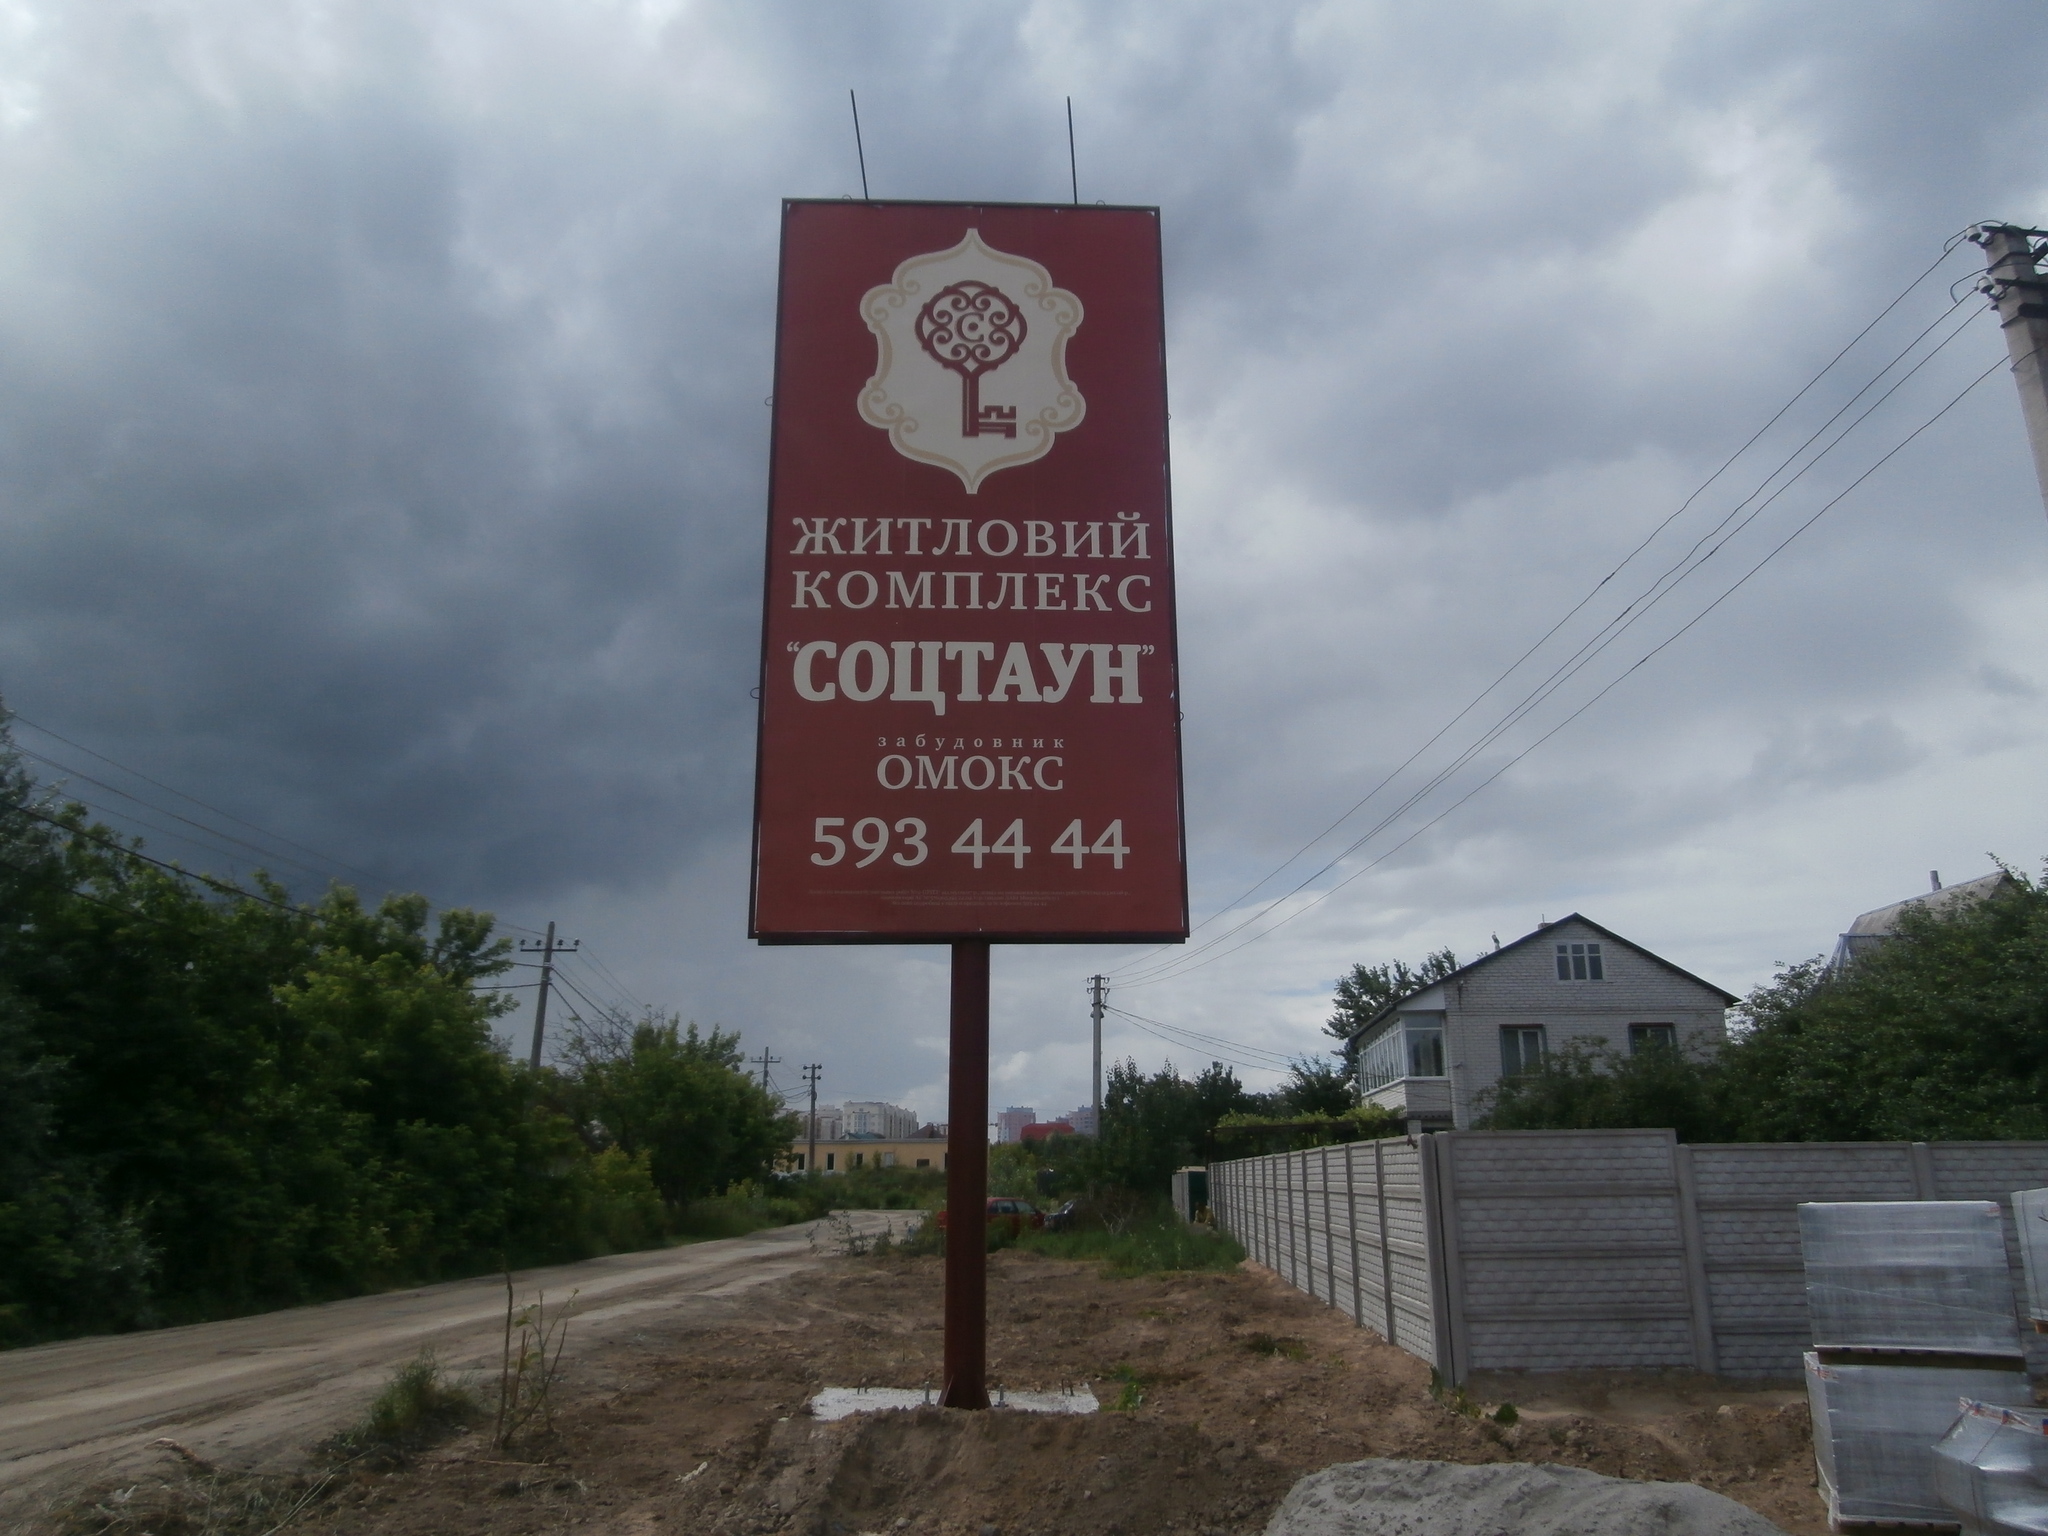 С
ЖИТЛОВИЙ
КОМПЛЕКС
“СОЦТАУН”
забудовник
ОМОКС
593 44 44